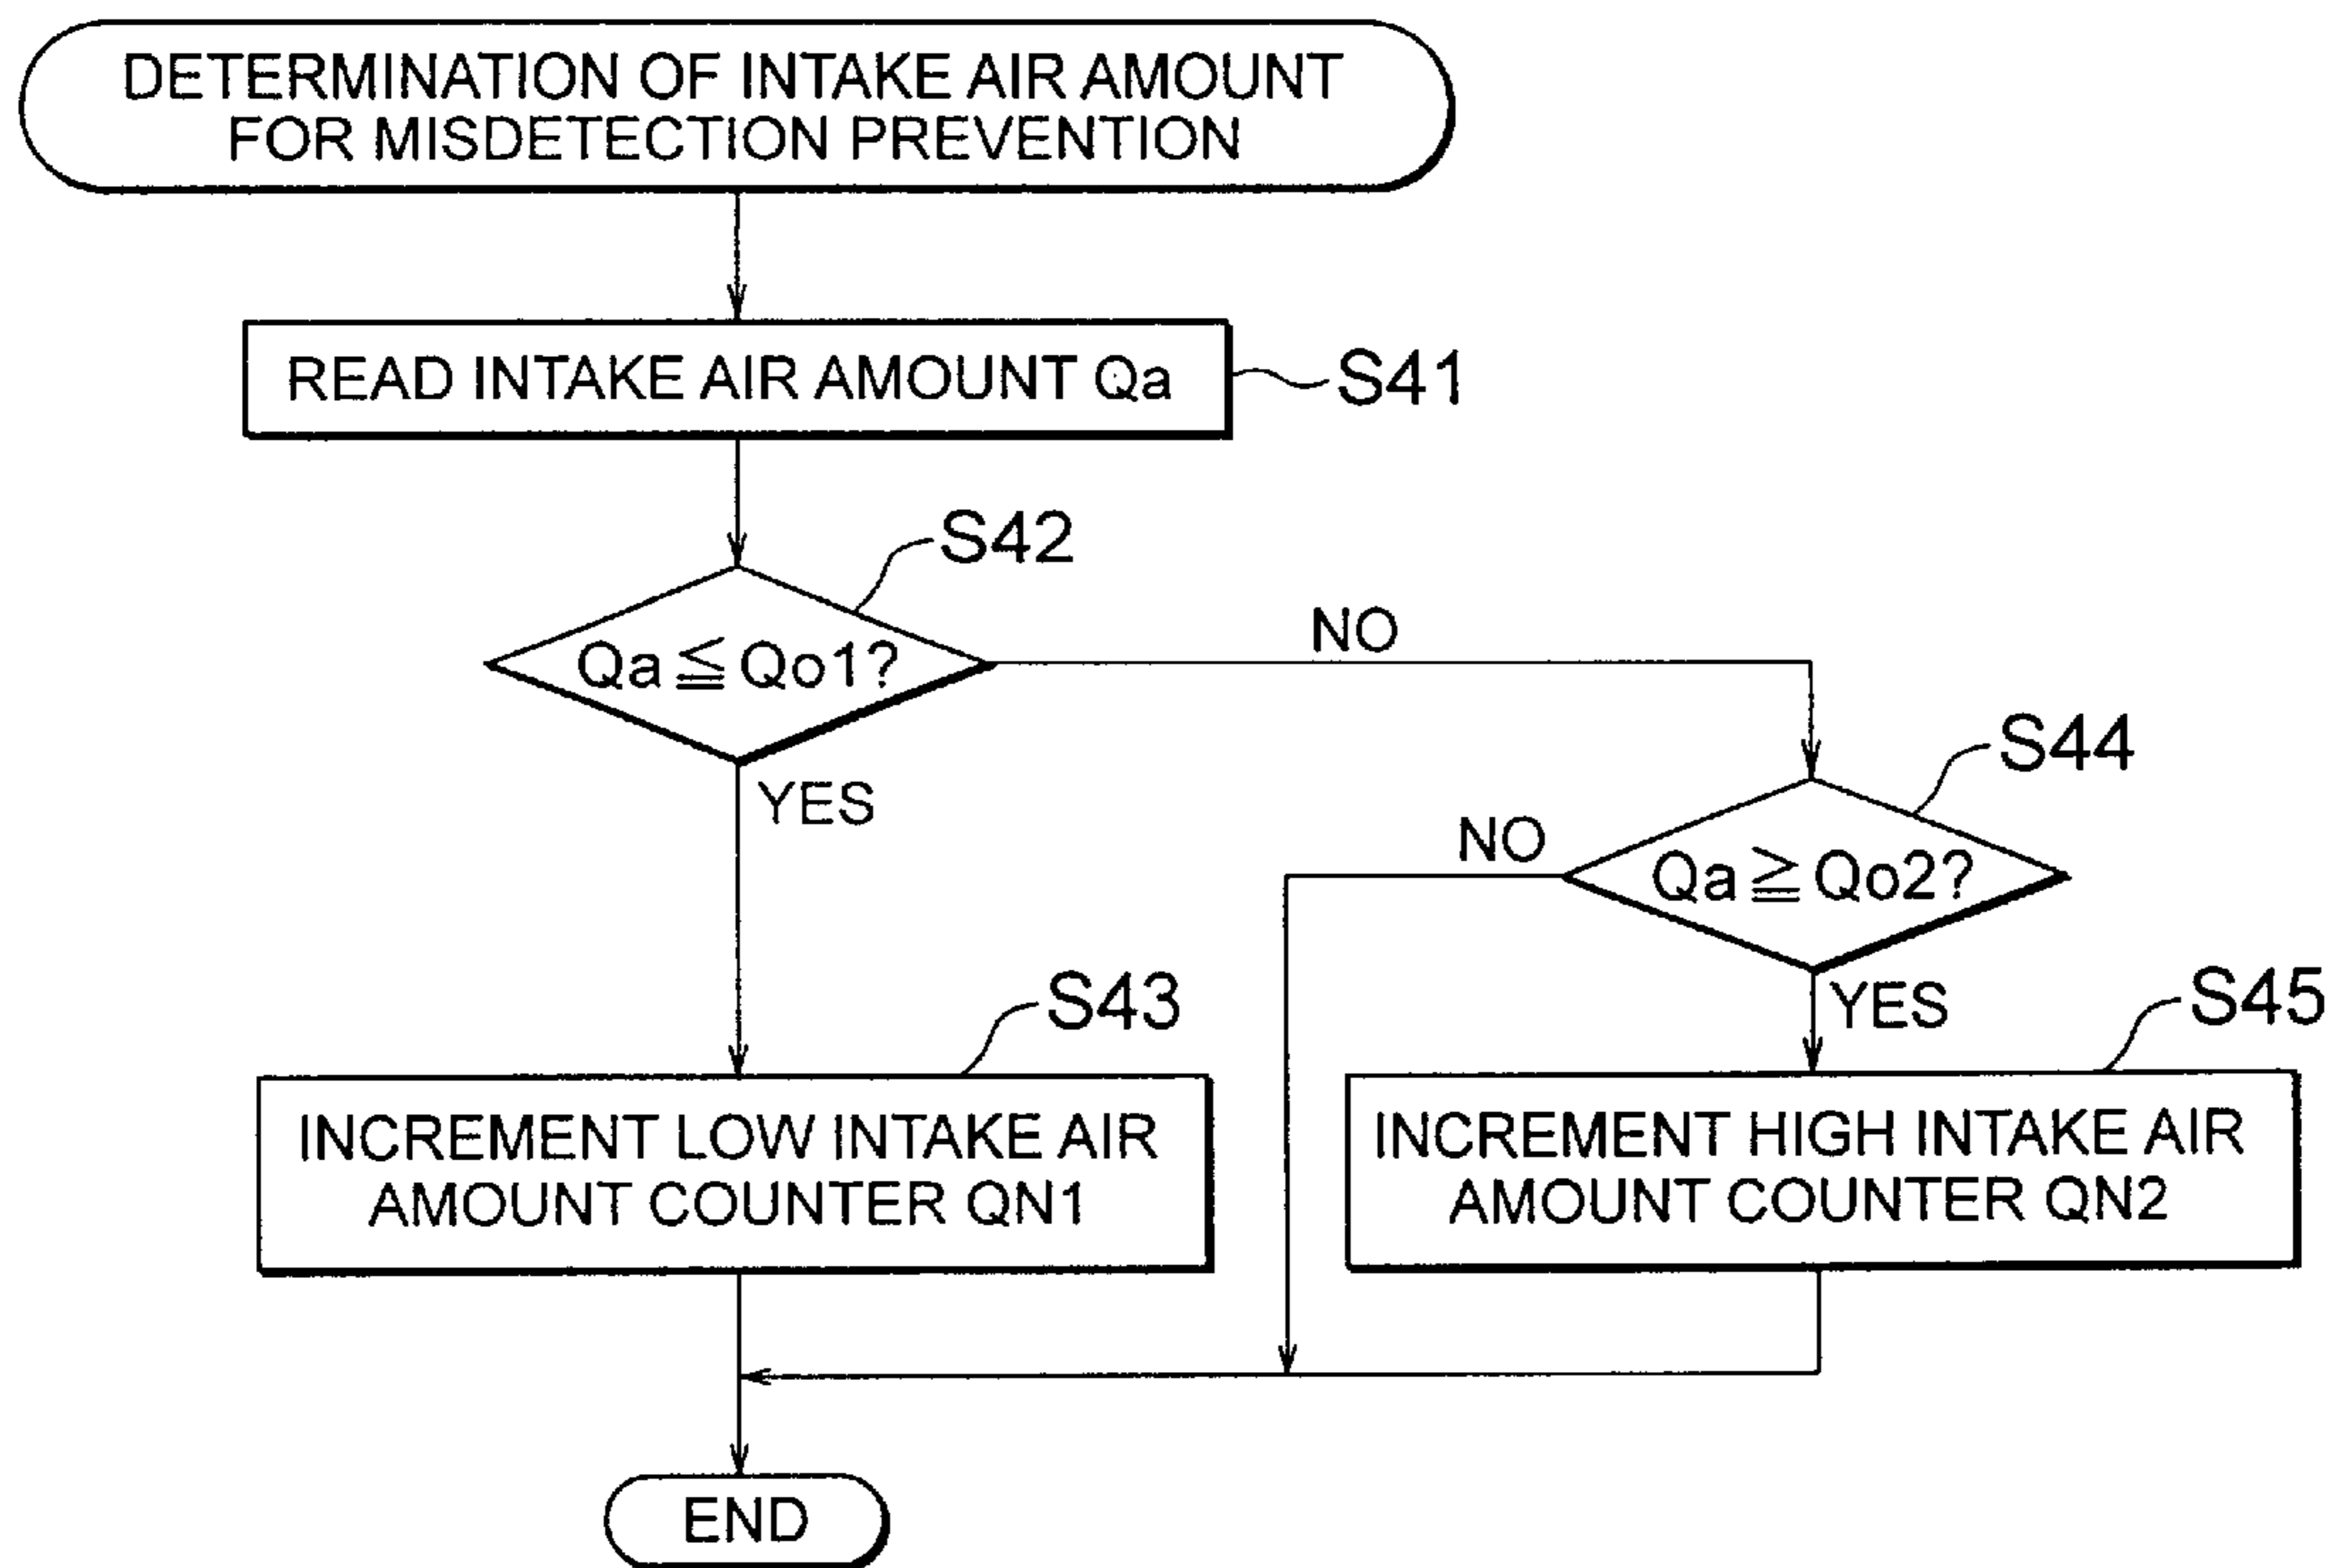 DETERMINATION OF INTAKE AIR AMOUNT
FOR MISDETECTION PREVENTION
READ INTAKE AIR AMOUNT Qa
S41
S42
Qa≦Qo1?
NO
YES
S44
NO
Qa≧Qo2?
YES
S43
S45
INCREMENT LOW INTAKE AIR
AMOUNT COUNTER QN1
INCREMENT HIGH INTAKE AIR
AMOUNT COUNTER QN2
END